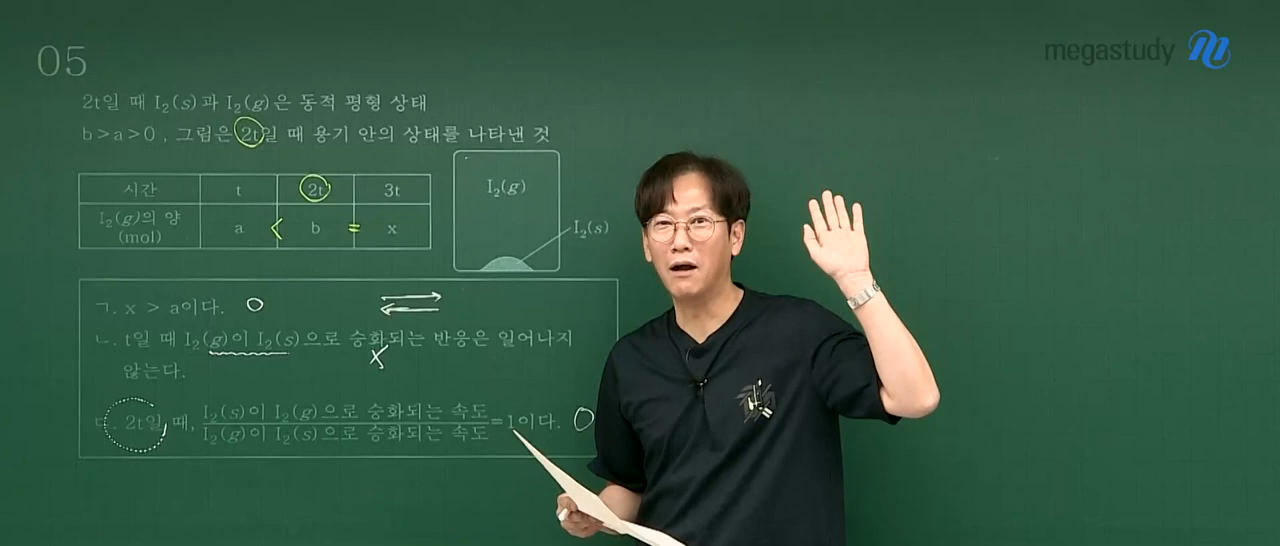 05
megastudy
2t일 때 I₂(s)과 I₂(g)은 동적 평형 상태
b>a>0, 그림은 2t일 때 용기 안의 상태를 나타낸 것
시간 t 2t 3t
I₂(g)의 양 (mol) a < b = x
I₂(g)
I₂(s)
ㄱ. x > a이다. O
ㄴ. t일 때 I₂(g)이 I₂(s)으로 승화되는 반응은 일어나지
않는다. X
ㄷ. 2t일 때, I₂(s)이 I₂(g)으로 승화되는 속도
I₂(g)이 I₂(s)으로 승화되는 속도 =1이다. O